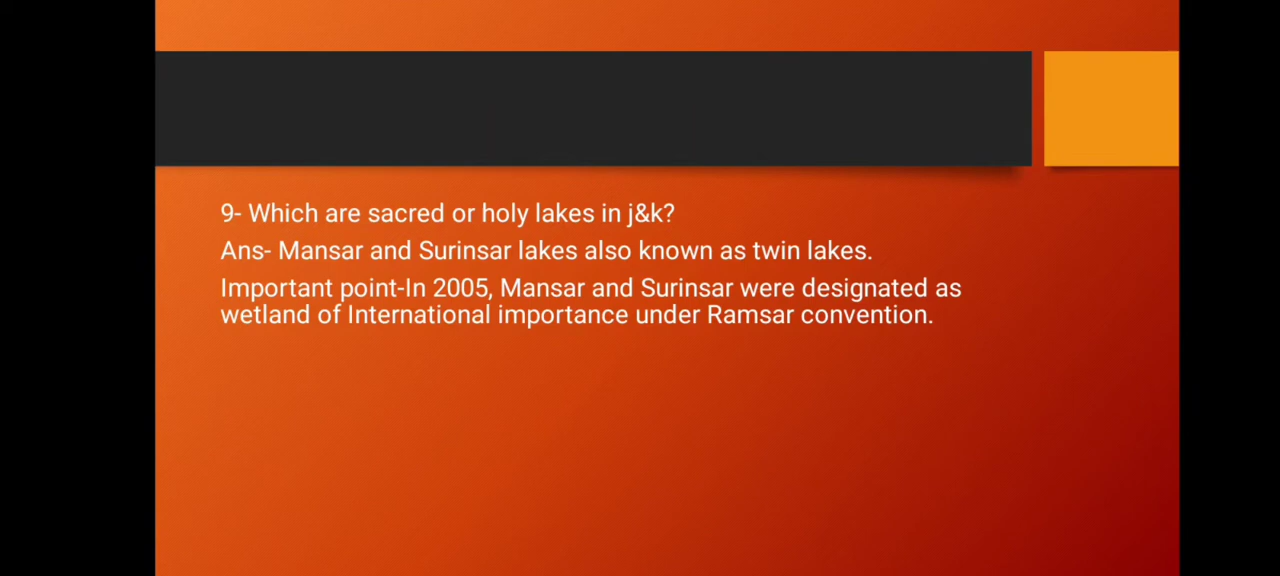 9- Which are sacred or holy lakes in j&k?
Ans- Mansar and Surinsar lakes also known as twin lakes.
Important point-In 2005, Mansar and Surinsar were designated as
wetland of International importance under Ramsar convention.